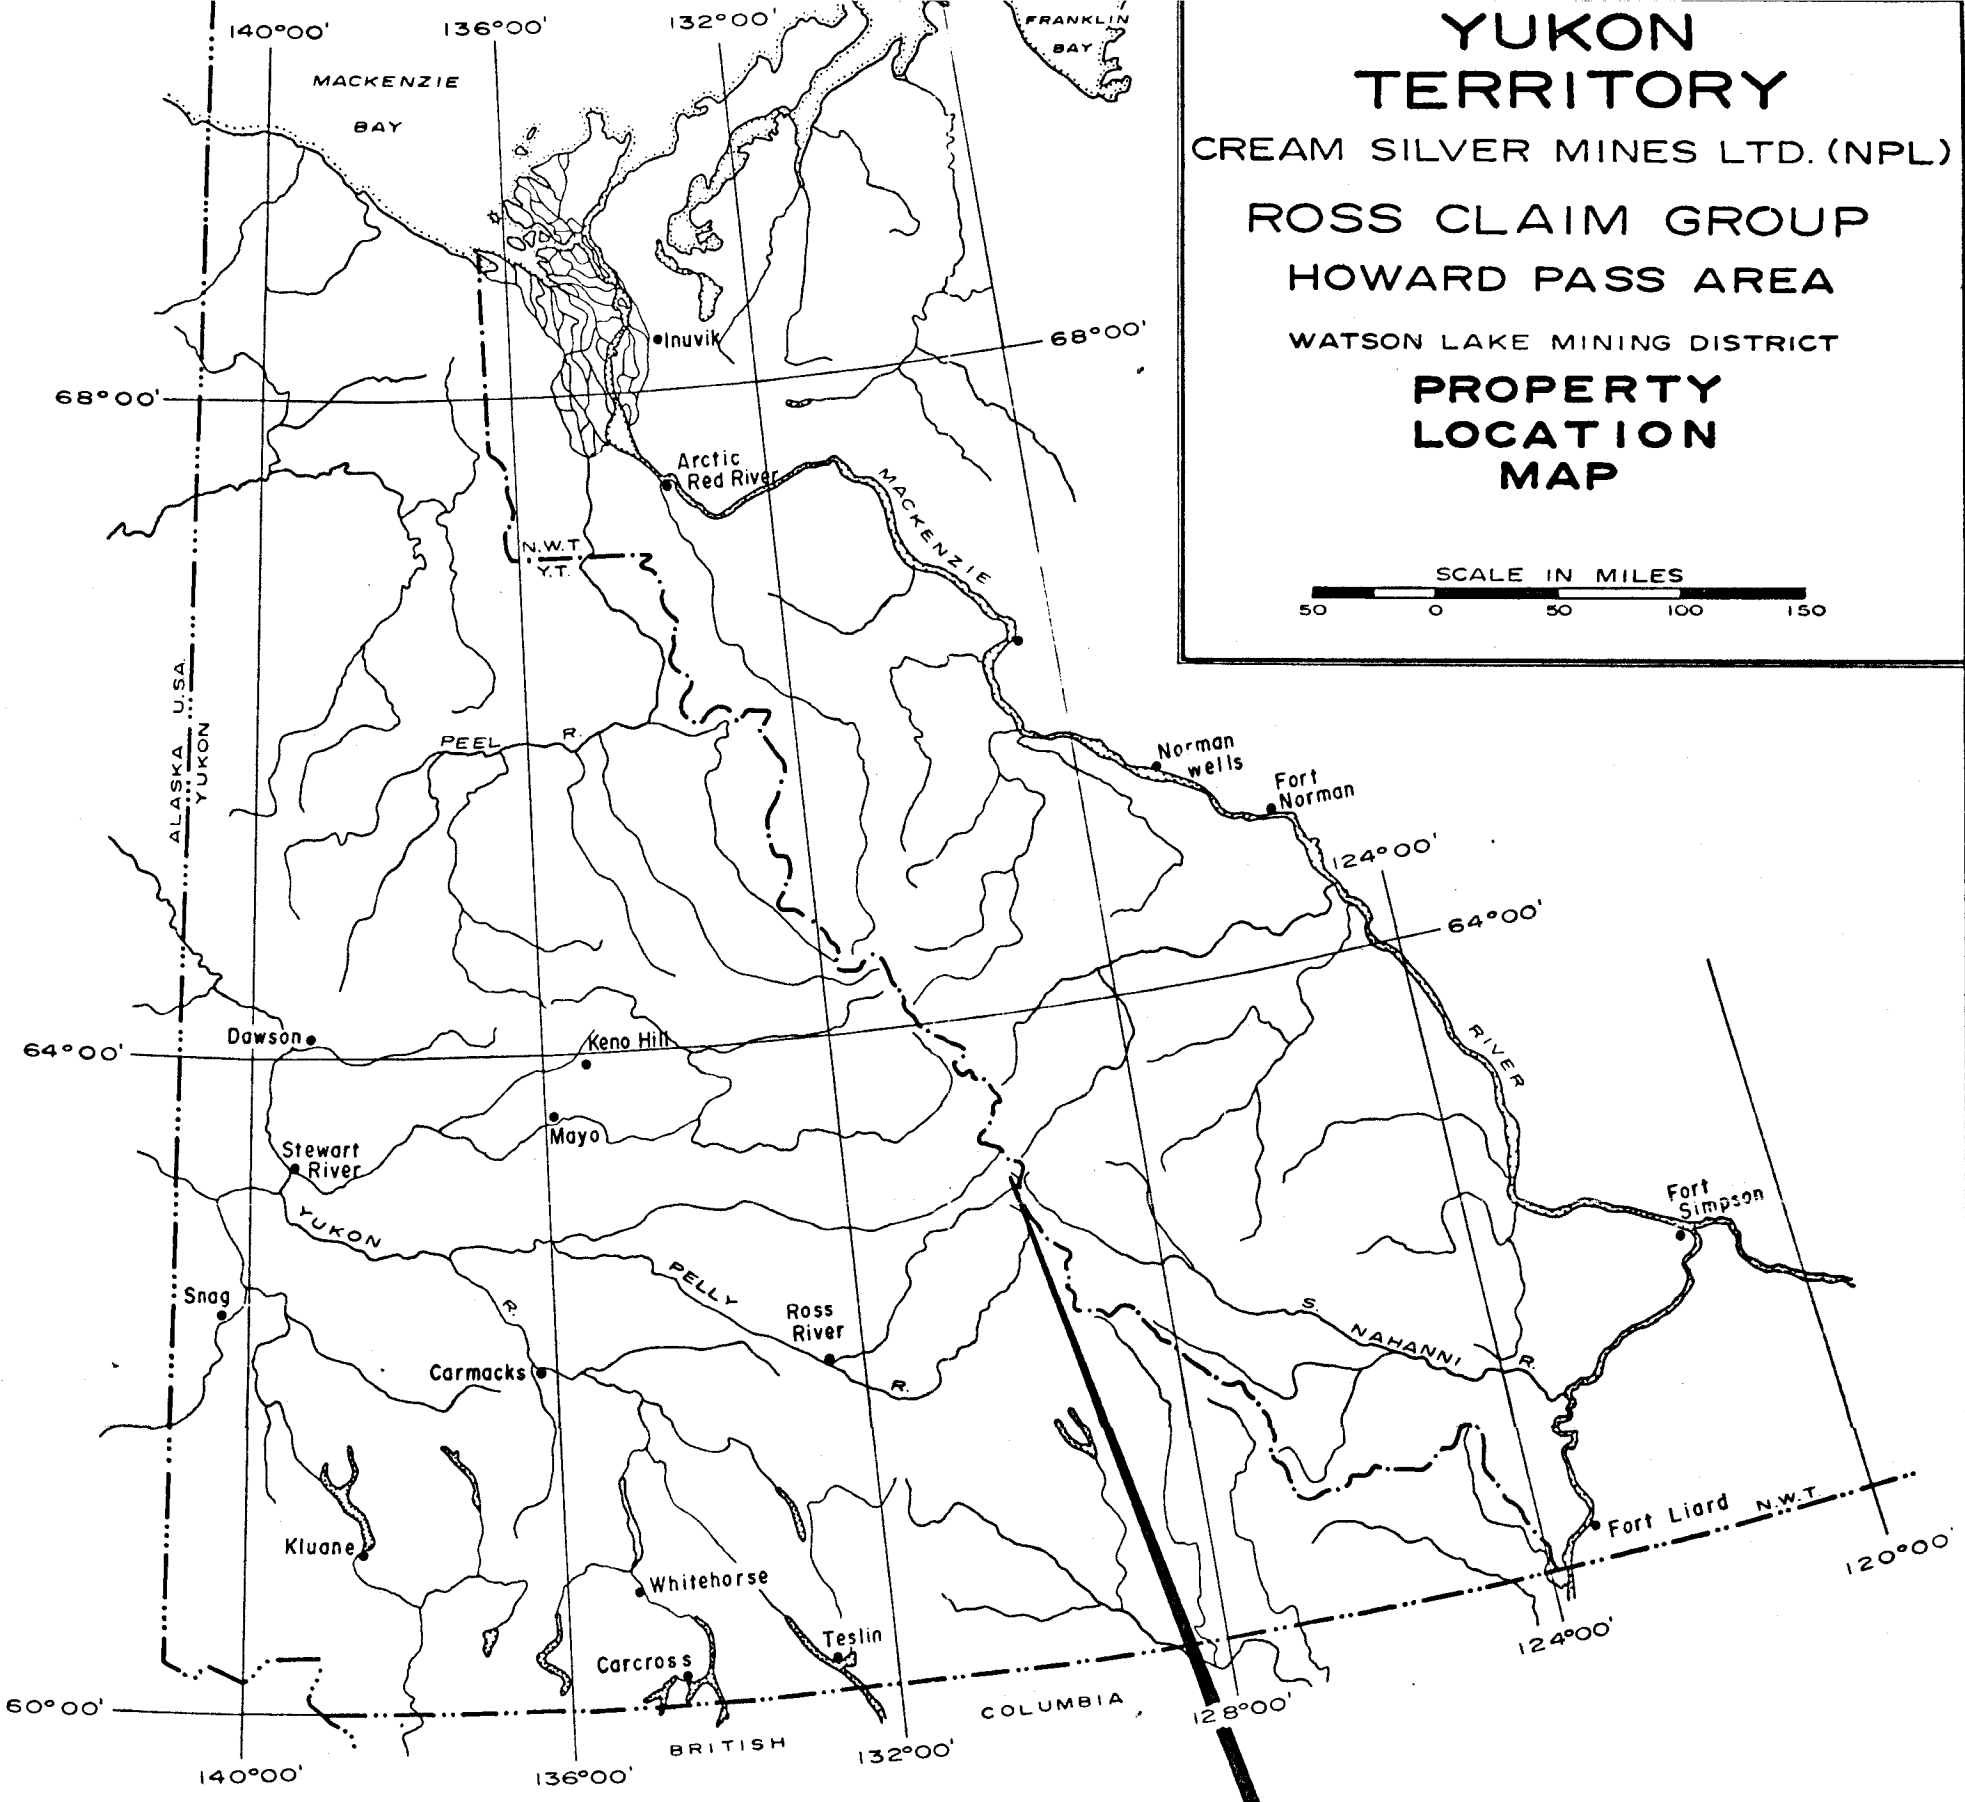 140°00'
136°00'
132°00'
FRANKLIN
BAY
MACKENZIE
BAY
YUKON
TERRITORY
CREAM SILVER MINES LTD. (NPL)
ROSS CLAIM GROUP
HOWARD PASS AREA
WATSON LAKE MINING DISTRICT
PROPERTY
LOCATION
MAP
SCALE IN MILES
50 0 50 100 150
Inuvik
68°00'
68°00'
Arctic
Red River
MACKENZIE
N.W.T.
Y.T.
ALASKA U.S.A.
YUKON
PEEL R.
Norman
wells
Fort
Norman
124°00'
64°00'
Dawson
Keno Hill
64°00'
RIVER
Mayo
Stewart
River
Fort
Simpson
YUKON
R.
PELLY
R.
Snag
Ross
River
S. NAHANNI R.
Carmacks
Kluane
Fort Liard
N.W.T.
Whitehorse
120°00'
Teslin
124°00'
Carcross
60°00'
COLUMBIA
128°00'
BRITISH
132°00'
140°00'
136°00'